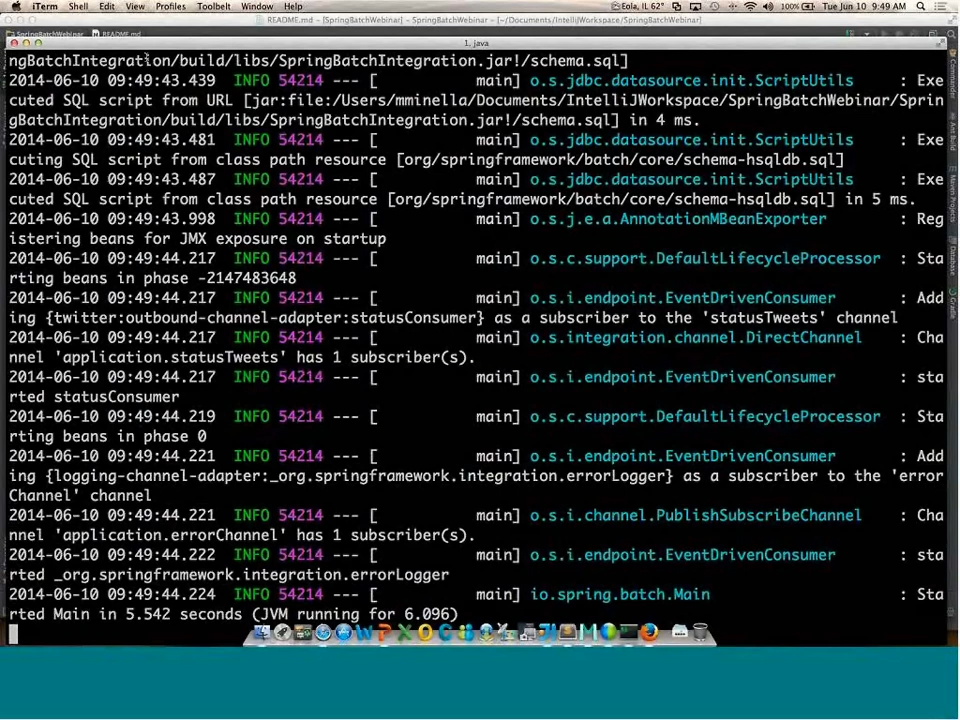 iTerm Shell Edit View Profiles Toolbelt Window Help Eola, IL 62° 100% Tue Jun 10 9:49 AM
README.md - [SpringBatchWebinar] - SpringBatchWebinar - [~/Documents/IntellijWorkspace/SpringBatchWebinar]
SpringBatchWebinar README.md
1. java
ngBatchIntegration/build/libs/SpringBatchIntegration.jar!/schema.sql]
2014-06-10 09:49:43.439 INFO 54214 --- [ main] o.s.jdbc.datasource.init.ScriptUtils : Exe
cuted SQL script from URL [jar:file:/Users/mminella/Documents/IntelliJWorkspace/SpringBatchWebinar/Sprin
gBatchIntegration/build/libs/SpringBatchIntegration.jar!/schema.sql] in 4 ms.
2014-06-10 09:49:43.481 INFO 54214 --- [ main] o.s.jdbc.datasource.init.ScriptUtils : Exe
cuting SQL script from class path resource [org/springframework/batch/core/schema-hsqldb.sql]
2014-06-10 09:49:43.487 INFO 54214 --- [ main] o.s.jdbc.datasource.init.ScriptUtils : Exe
cuted SQL script from class path resource [org/springframework/batch/core/schema-hsqldb.sql] in 5 ms.
2014-06-10 09:49:43.998 INFO 54214 --- [ main] o.s.j.e.a.AnnotationMBeanExporter : Reg
istering beans for JMX exposure on startup
2014-06-10 09:49:44.217 INFO 54214 --- [ main] o.s.c.support.DefaultLifecycleProcessor : Sta
rting beans in phase -2147483648
2014-06-10 09:49:44.217 INFO 54214 --- [ main] o.s.i.endpoint.EventDrivenConsumer : Add
ing {twitter:outbound-channel-adapter:statusConsumer} as a subscriber to the 'statusTweets' channel
2014-06-10 09:49:44.217 INFO 54214 --- [ main] o.s.integration.channel.DirectChannel : Cha
nnel 'application.statusTweets' has 1 subscriber(s).
2014-06-10 09:49:44.217 INFO 54214 --- [ main] o.s.i.endpoint.EventDrivenConsumer : sta
rted statusConsumer
2014-06-10 09:49:44.219 INFO 54214 --- [ main] o.s.c.support.DefaultLifecycleProcessor : Sta
rting beans in phase 0
2014-06-10 09:49:44.221 INFO 54214 --- [ main] o.s.i.endpoint.EventDrivenConsumer : Add
ing {logging-channel-adapter:_org.springframework.integration.errorLogger} as a subscriber to the 'error
Channel' channel
2014-06-10 09:49:44.221 INFO 54214 --- [ main] o.s.i.channel.PublishSubscribeChannel : Cha
nnel 'application.errorChannel' has 1 subscriber(s).
2014-06-10 09:49:44.222 INFO 54214 --- [ main] o.s.i.endpoint.EventDrivenConsumer : sta
rted _org.springframework.integration.errorLogger
2014-06-10 09:49:44.224 INFO 54214 --- [ main] io.spring.batch.Main : Sta
rted Main in 5.542 seconds (JVM running for 6.096)
Commander
Ant Build
Maven Projects
Database
Gradle